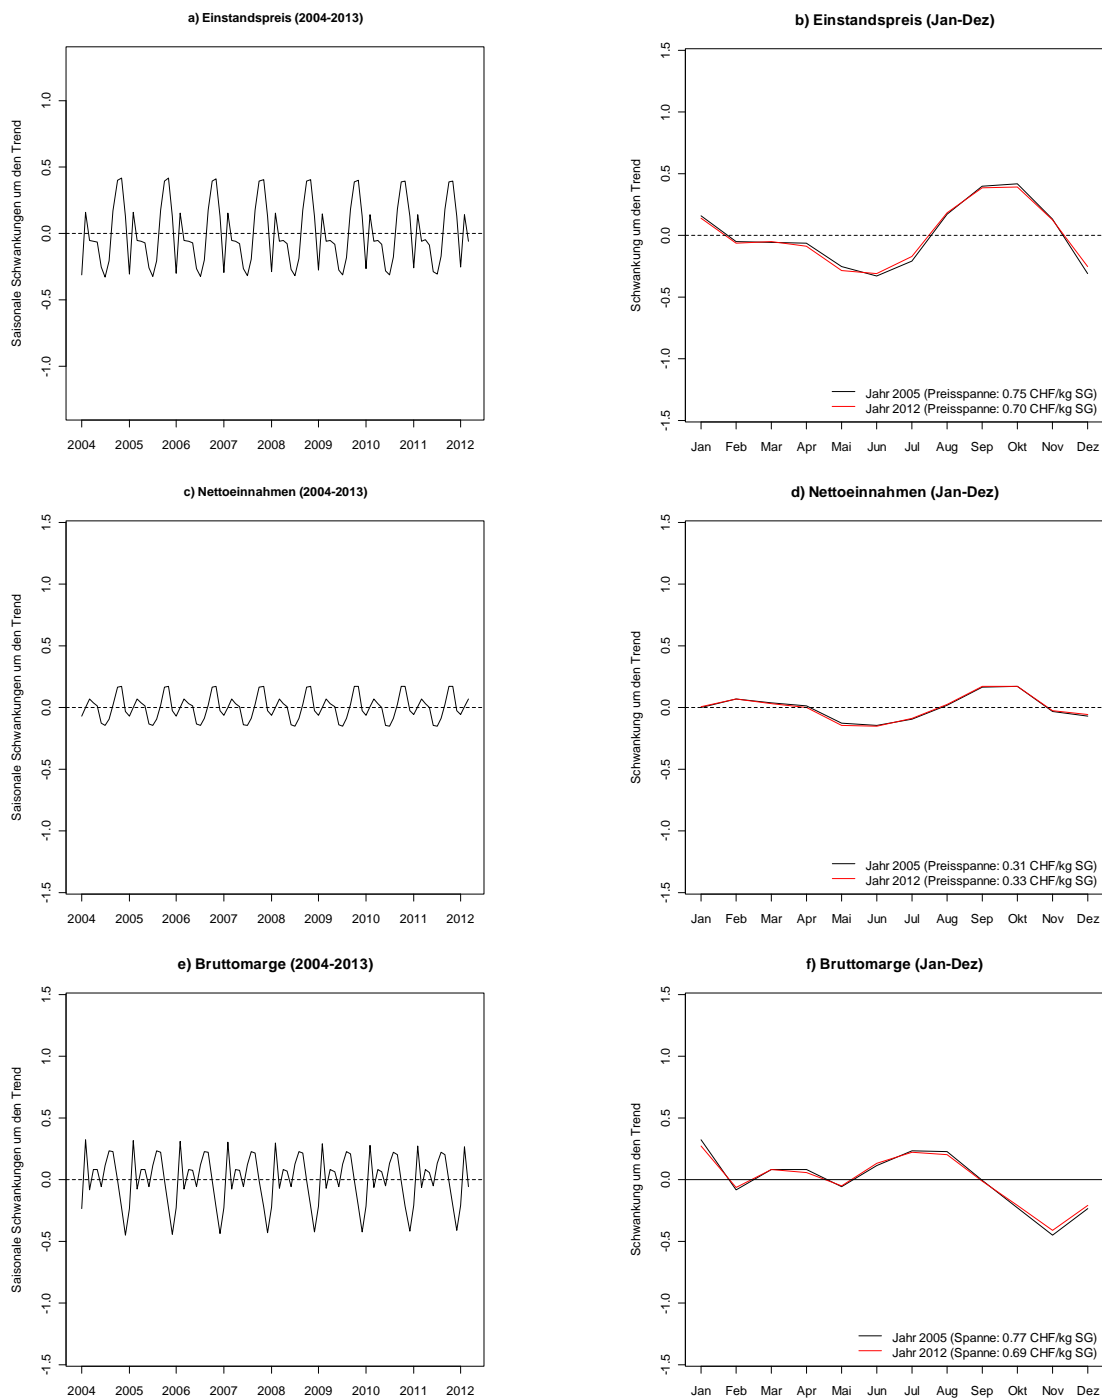 a) Einstandspreis (2004-2013)
Saisonale Schwankungen um den Trend
1.0
0.5
0.0
-0.5
-1.0
2004 2005 2006 2007 2008 2009 2010 2011 2012
b) Einstandspreis (Jan-Dez)
Schwankung um den Trend
1.5
1.0
0.5
0.0
-0.5
-1.0
-1.5
Jahr 2005 (Preisspanne: 0.75 CHF/kg SG)
Jahr 2012 (Preisspanne: 0.70 CHF/kg SG)
Jan Feb Mar Apr Mai Jun Jul Aug Sep Okt Nov Dez
c) Nettoeinnahmen (2004-2013)
Saisonale Schwankungen um den Trend
1.5
1.0
0.5
0.0
-0.5
-1.0
-1.5
2004 2005 2006 2007 2008 2009 2010 2011 2012
d) Nettoeinnahmen (Jan-Dez)
Schwankung um den Trend
1.5
1.0
0.5
0.0
-0.5
-1.0
-1.5
Jahr 2005 (Preisspanne: 0.31 CHF/kg SG)
Jahr 2012 (Preisspanne: 0.33 CHF/kg SG)
Jan Feb Mar Apr Mai Jun Jul Aug Sep Okt Nov Dez
e) Bruttomarge (2004-2013)
Saisonale Schwankungen um den Trend
1.5
1.0
0.5
0.0
-0.5
-1.0
-1.5
2004 2005 2006 2007 2008 2009 2010 2011 2012
f) Bruttomarge (Jan-Dez)
Schwankung um den Trend
1.5
1.0
0.5
0.0
-0.5
-1.0
-1.5
Jahr 2005 (Spanne: 0.77 CHF/kg SG)
Jahr 2012 (Spanne: 0.69 CHF/kg SG)
Jan Feb Mar Apr Mai Jun Jul Aug Sep Okt Nov Dez